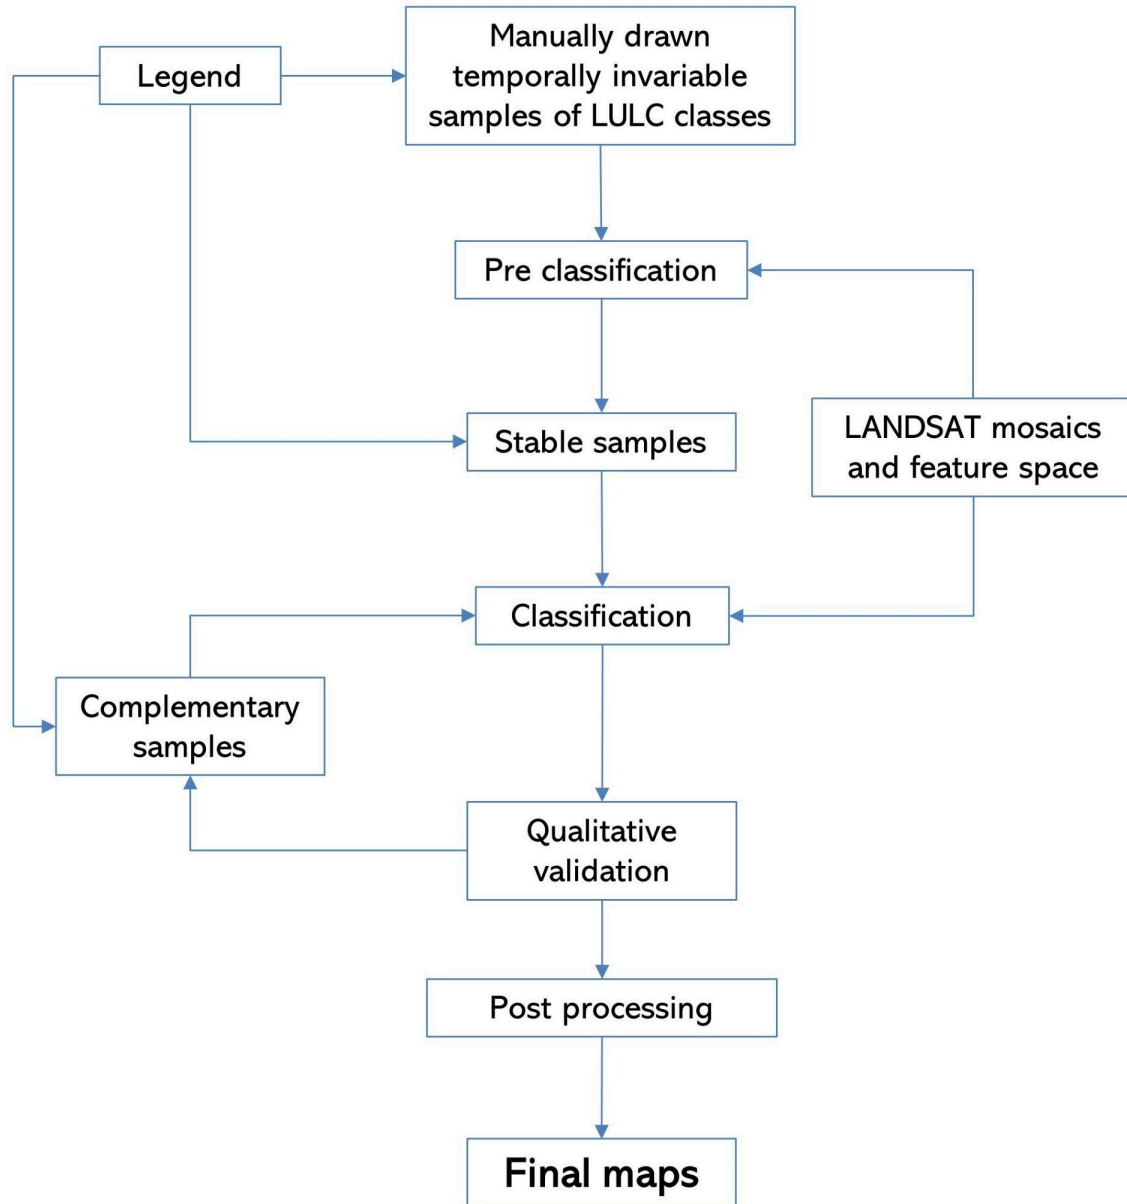 Legend
Manually drawn
temporally invariable
samples of LULC classes
Pre classification
Stable samples
LANDSAT mosaics
and feature space
Classification
Complementary
samples
Qualitative
validation
Post processing
Final maps